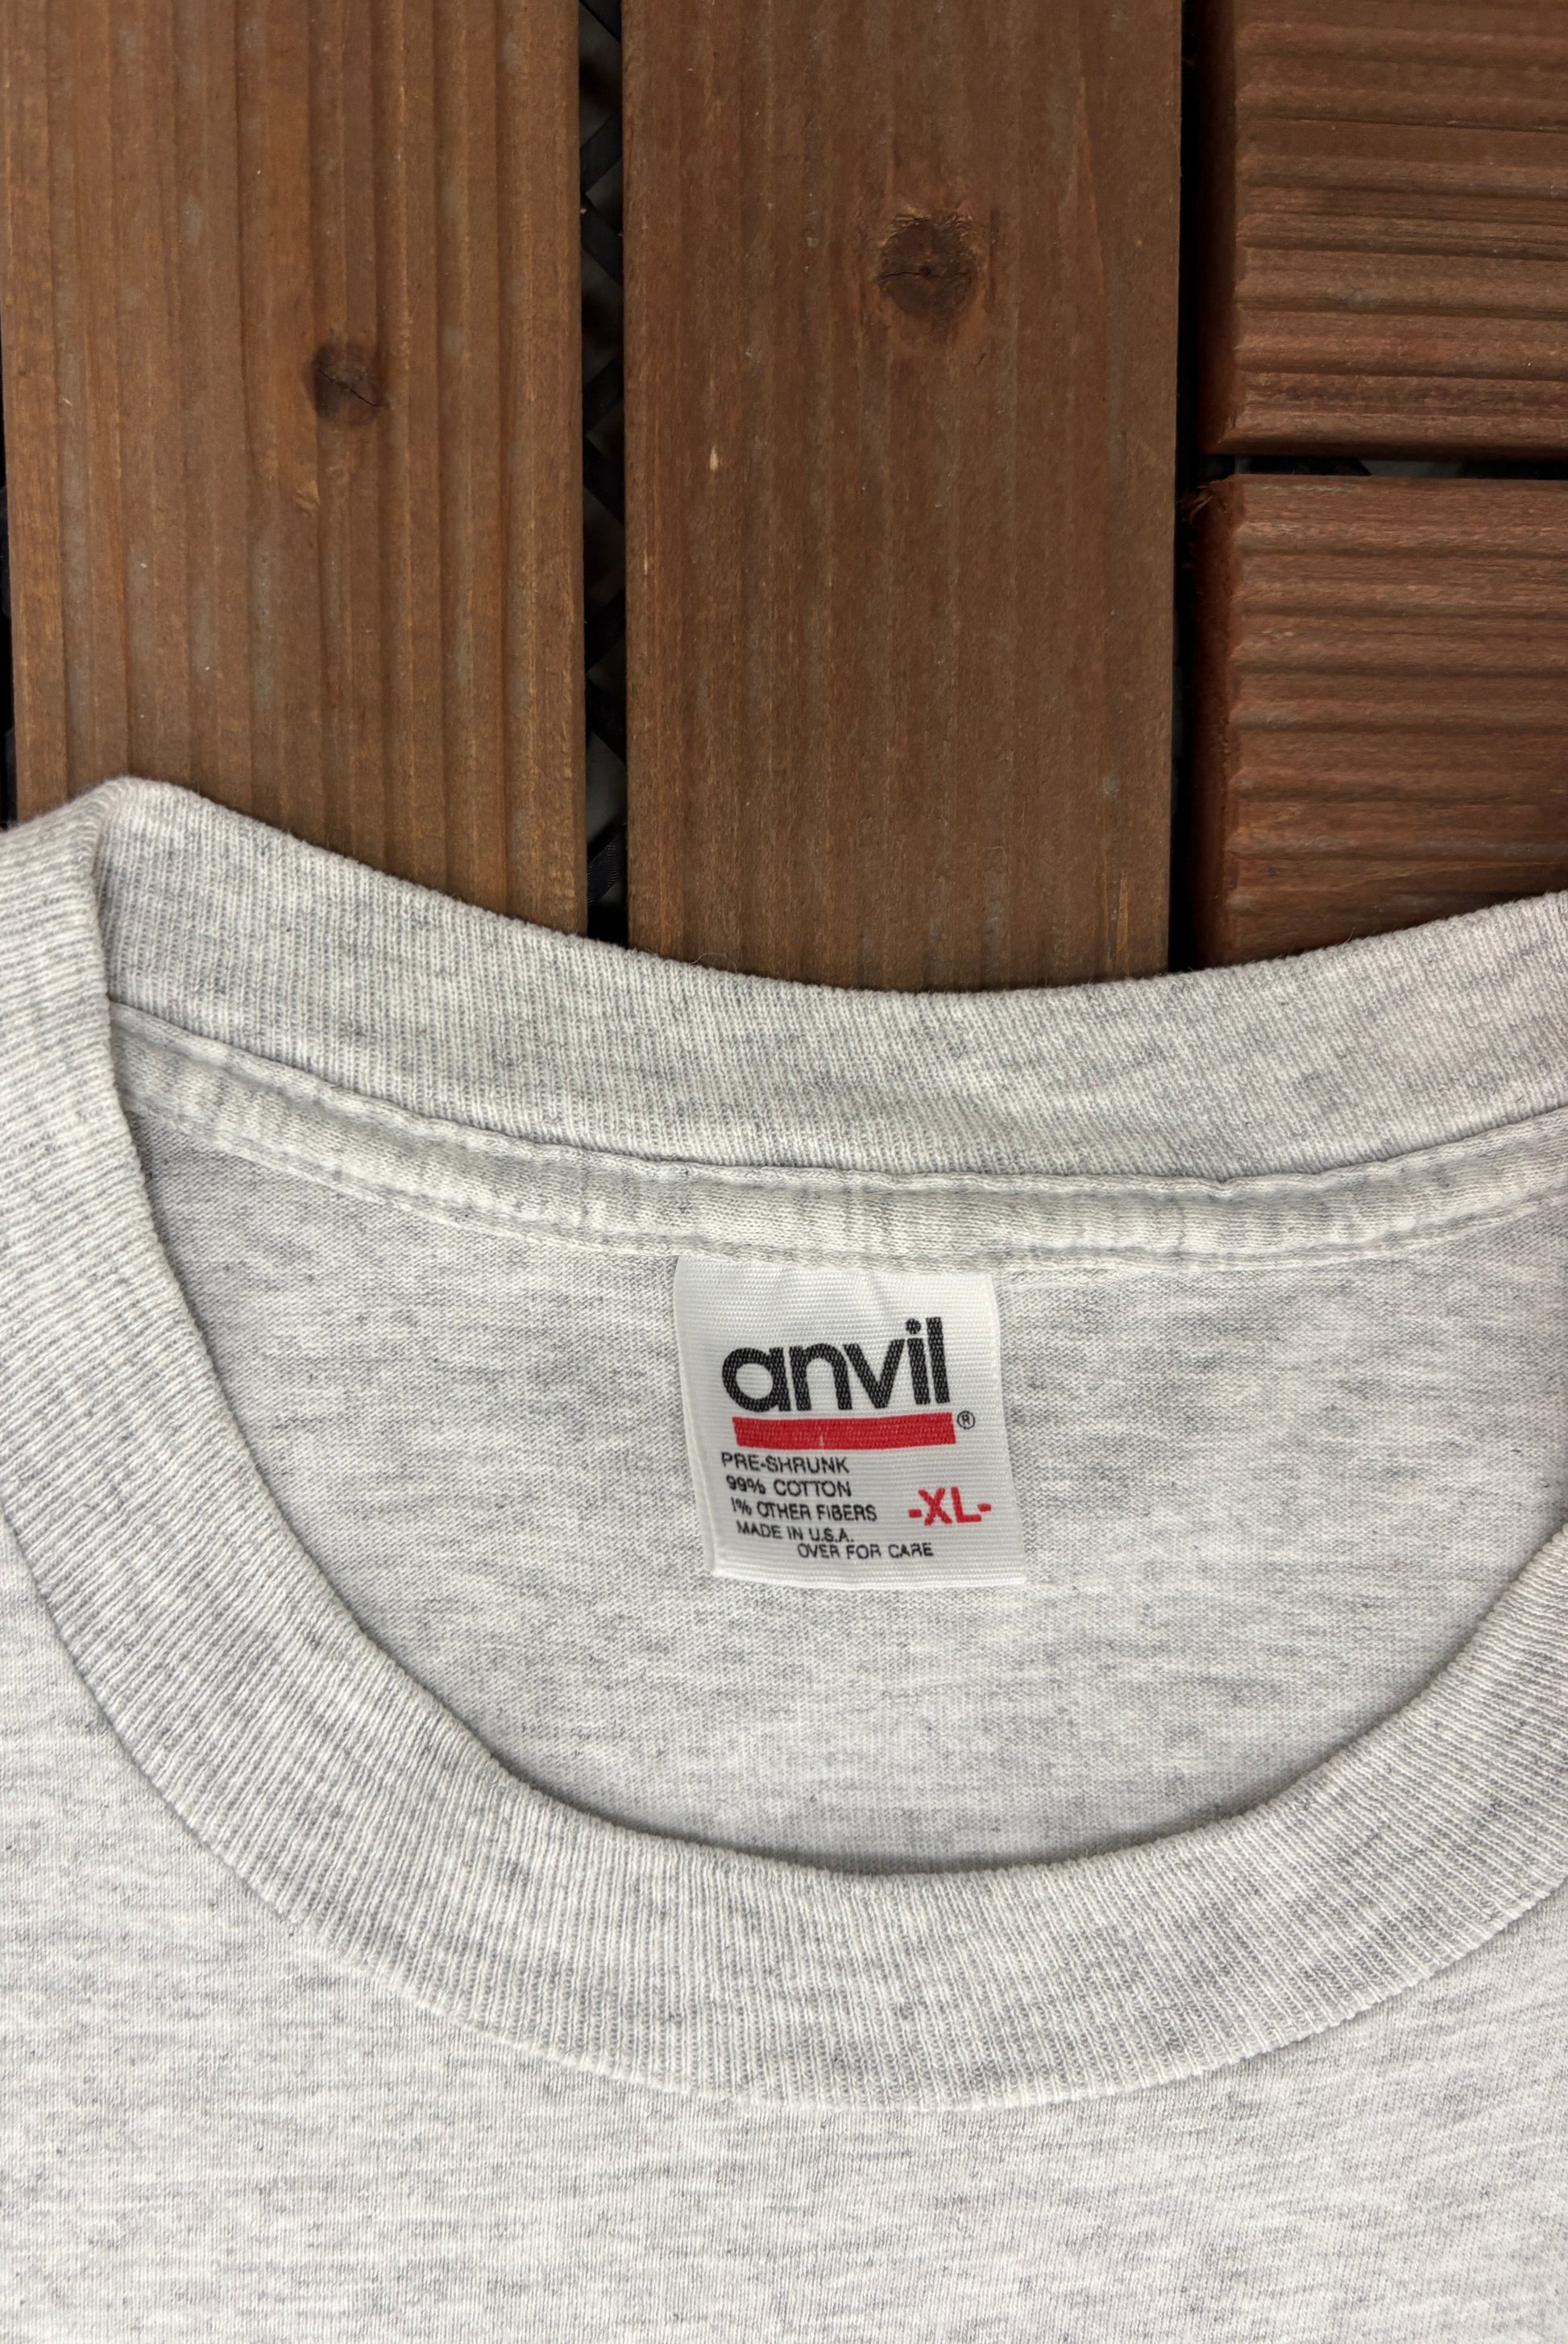 anvil®
PRE-SHRUNK
99% COTTON
1% OTHER FIBERS -XL-
MADE IN U.S.A.
OVER FOR CARE